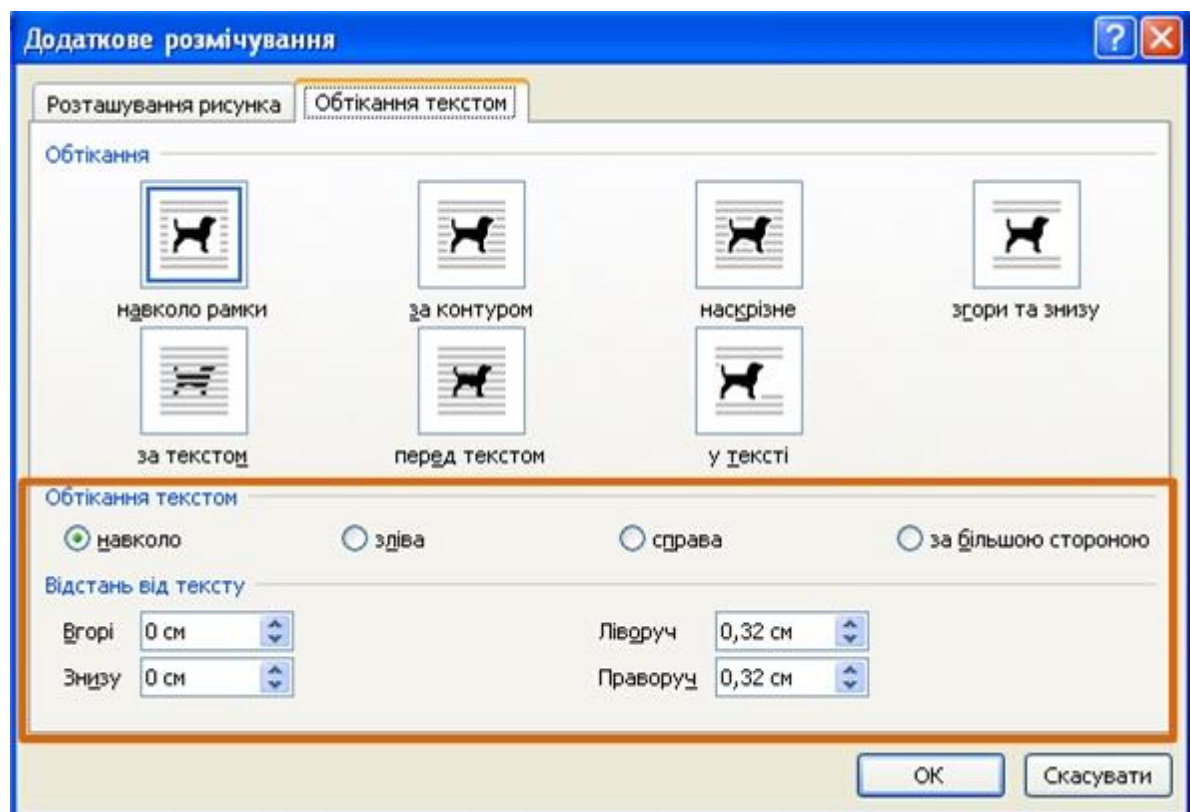 Додаткове розмічування
Розташування рисунка Обтікання текстом
Обтікання
навколо рамки за контуром наскрізне згори та знизу
за текстом перед текстом у тексті
Обтікання текстом
навколо зліва справа за більшою стороною
Відстань від тексту
Вгорі 0 см Ліворуч 0,32 см
Знизу 0 см Праворуч 0,32 см
ОК Скасувати